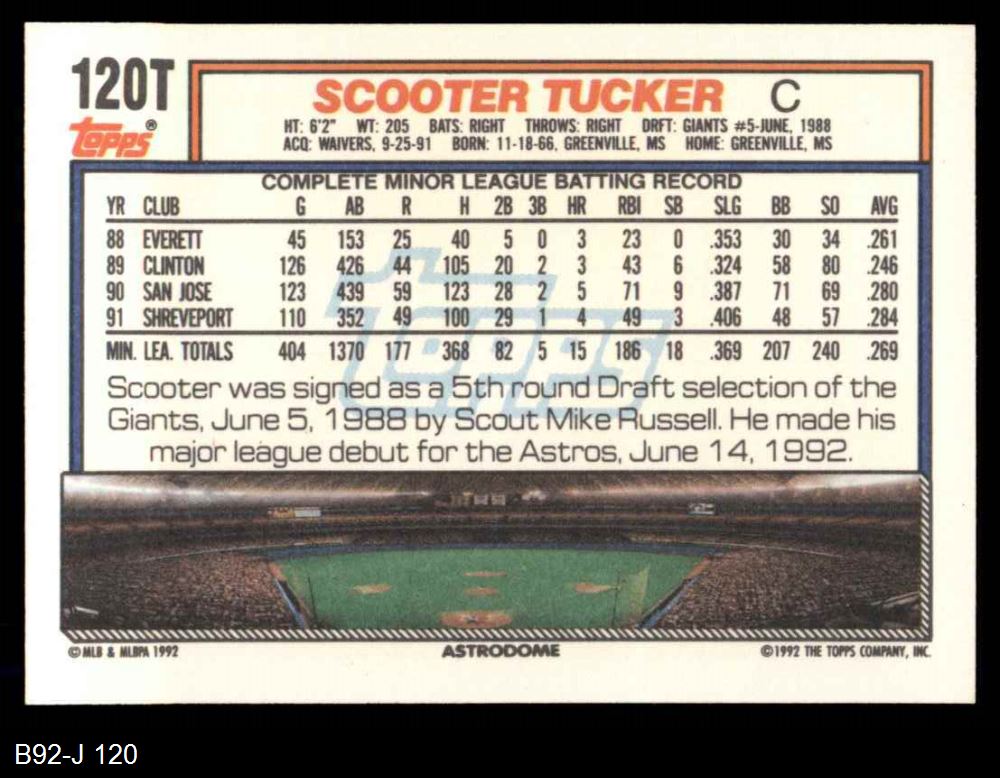 120T
Topps®
SCOOTER TUCKER C
HT: 6'2" WT: 205 BATS: RIGHT THROWS: RIGHT DRFT: GIANTS #5-JUNE, 1988
ACQ: WAIVERS, 9-25-91 BORN: 11-18-66, GREENVILLE, MS HOME: GREENVILLE, MS
COMPLETE MINOR LEAGUE BATTING RECORD
YR CLUB G AB R H 2B 3B HR RBI SB SLG BB SO AVG
88 EVERETT 45 153 25 40 5 0 3 23 0 .353 30 34 .261
89 CLINTON 126 426 44 105 20 2 3 43 6 .324 58 80 .246
90 SAN JOSE 123 439 59 123 28 2 5 71 9 .387 71 69 .280
91 SHREVEPORT 110 352 49 100 29 1 4 49 3 .406 48 57 .284
MIN. LEA. TOTALS 404 1370 177 368 82 5 15 186 18 .369 207 240 .269
Topps
Scooter was signed as a 5th round Draft selection of the
Giants, June 5, 1988 by Scout Mike Russell. He made his
major league debut for the Astros, June 14, 1992.
© MLB & MLBPA 1992 ASTRODOME ©1992 THE TOPPS COMPANY, INC.
B92-J 120